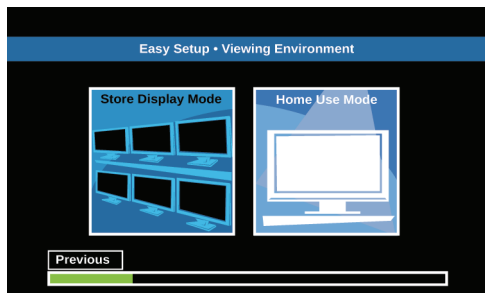 Easy Setup • Viewing Environment
Store Display Mode
Home Use Mode
Previous